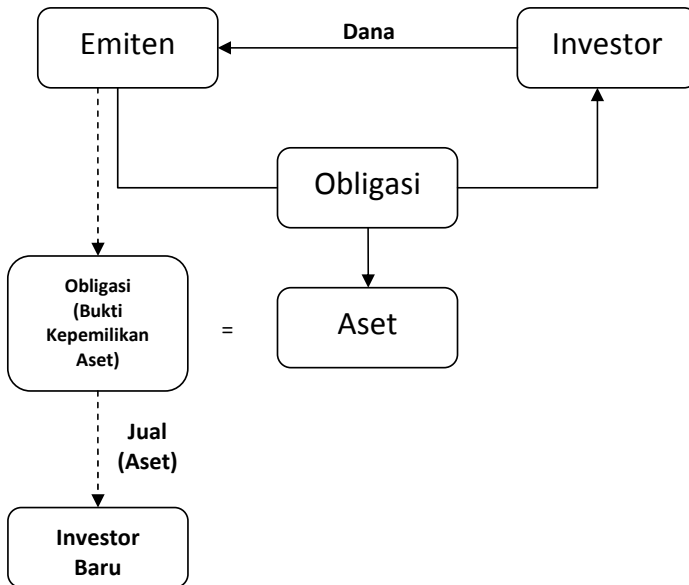 Emiten
Dana
Investor
Obligasi
Obligasi
(Bukti
Kepemilikan
Aset)
=
Aset
Jual
(Aset)
Investor
Baru